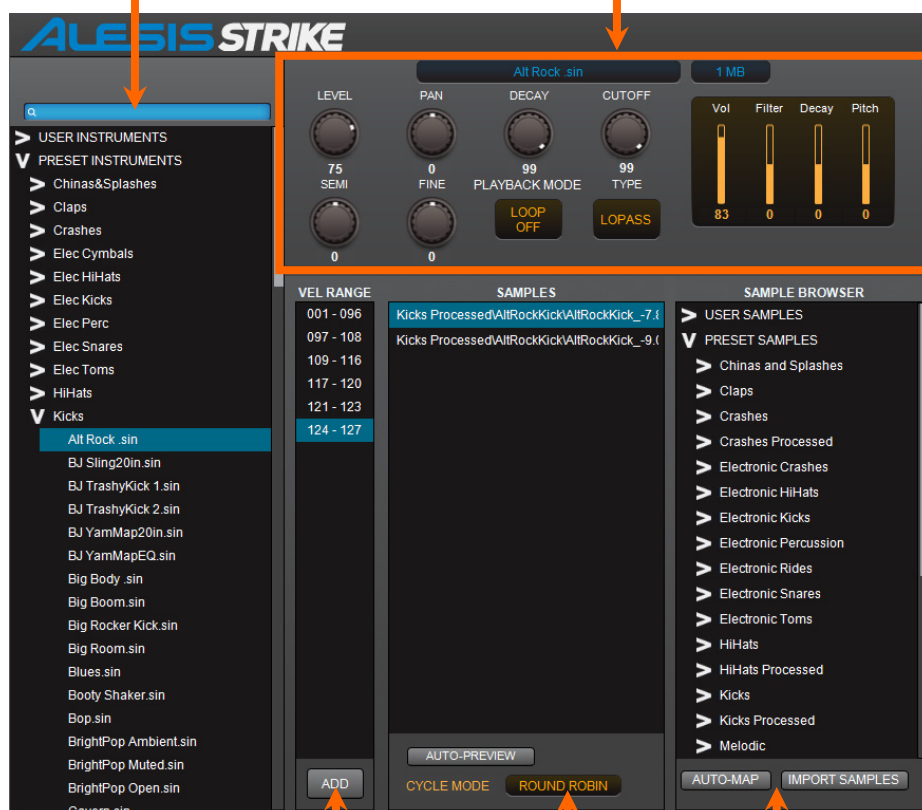 ALESIS STRIKE
Alt Rock .sin
1 MB
LEVEL
PAN
DECAY
CUTOFF
75
0
99
99
SEMI
FINE
PLAYBACK MODE
TYPE
LOOP
OFF
LOPASS
0
0
Vol
Filter
Decay
Pitch
83
0
0
0
USER INSTRUMENTS
PRESET INSTRUMENTS
Chinas&Splashes
Claps
Crashes
Elec Cymbals
Elec HiHats
Elec Kicks
Elec Perc
Elec Snares
Elec Toms
HiHats
Kicks
Alt Rock .sin
BJ Sling20in.sin
BJ TrashyKick 1.sin
BJ TrashyKick 2.sin
BJ YamMap20in.sin
BJ YamMapEQ.sin
Big Body .sin
Big Boom.sin
Big Rocker Kick.sin
Big Room.sin
Blues.sin
Booty Shaker.sin
Bop.sin
BrightPop Ambient.sin
BrightPop Muted.sin
BrightPop Open.sin
VEL RANGE
001 - 096
097 - 108
109 - 116
117 - 120
121 - 123
124 - 127
ADD
SAMPLES
Kicks Processed\AltRockKick\AltRockKick_-7.8
Kicks Processed\AltRockKick\AltRockKick_-9.0
AUTO-PREVIEW
CYCLE MODE
ROUND ROBIN
SAMPLE BROWSER
USER SAMPLES
PRESET SAMPLES
Chinas and Splashes
Claps
Crashes
Crashes Processed
Electronic Crashes
Electronic HiHats
Electronic Kicks
Electronic Percussion
Electronic Rides
Electronic Snares
Electronic Toms
HiHats
HiHats Processed
Kicks
Kicks Processed
Melodic
AUTO-MAP
IMPORT SAMPLES